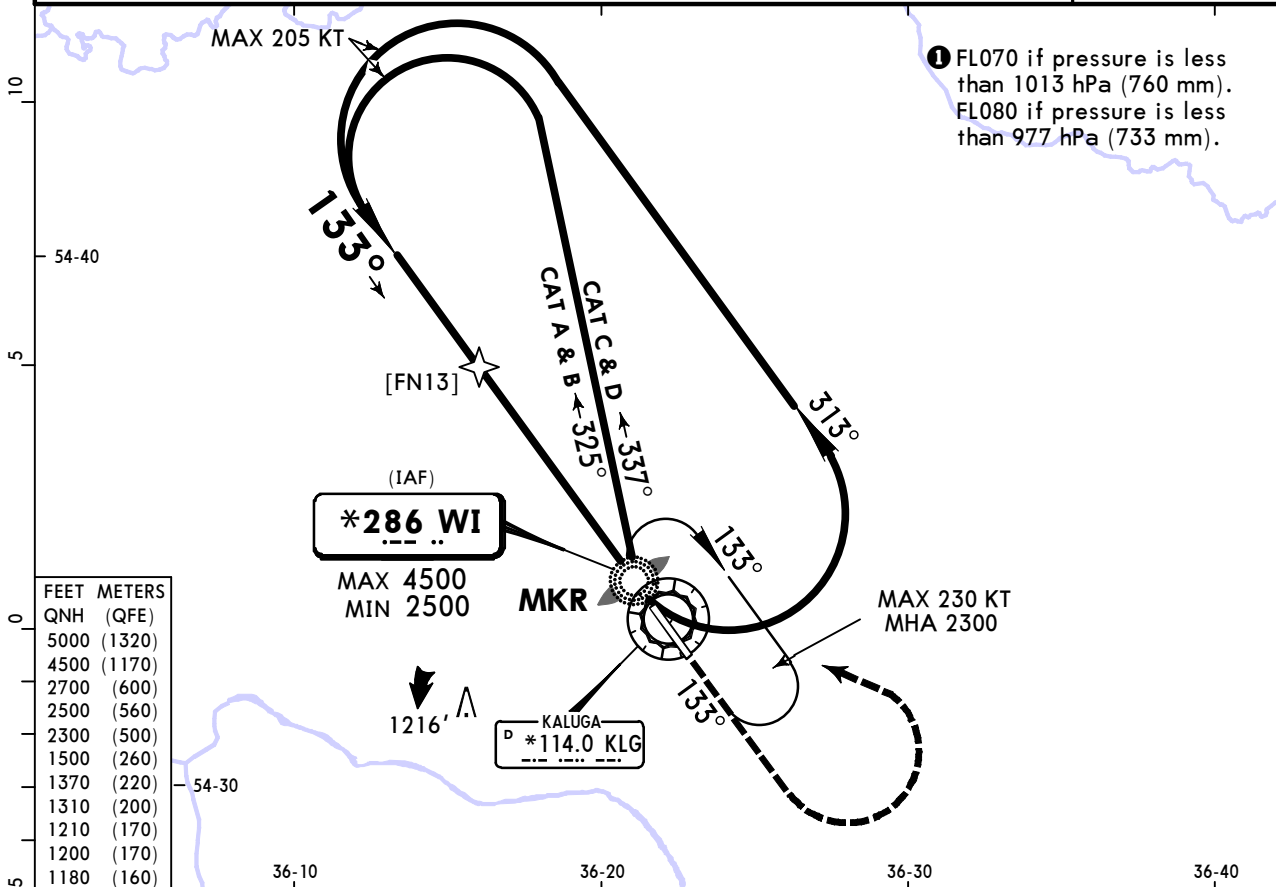 MAX 205 KT
❶ FL070 if pressure is less
than 1013 hPa (760 mm).
FL080 if pressure is less
than 977 hPa (733 mm).
10
133°
54-40
CAT A & B 325°
CAT C & D 337°
5
[FN13]
313°
(IAF)
*286 WI
MAX 4500
MIN 2500
MKR
133°
MAX 230 KT
MHA 2300
0
133°
1216'
KALUGA
D *114.0 KLG
54-30
FEET METERS
QNH (QFE)
5000 (1320)
4500 (1170)
2700 (600)
2500 (560)
2300 (500)
1500 (260)
1370 (220)
1310 (200)
1210 (170)
1200 (170)
1180 (160)
5
36-10
36-20
36-30
36-40